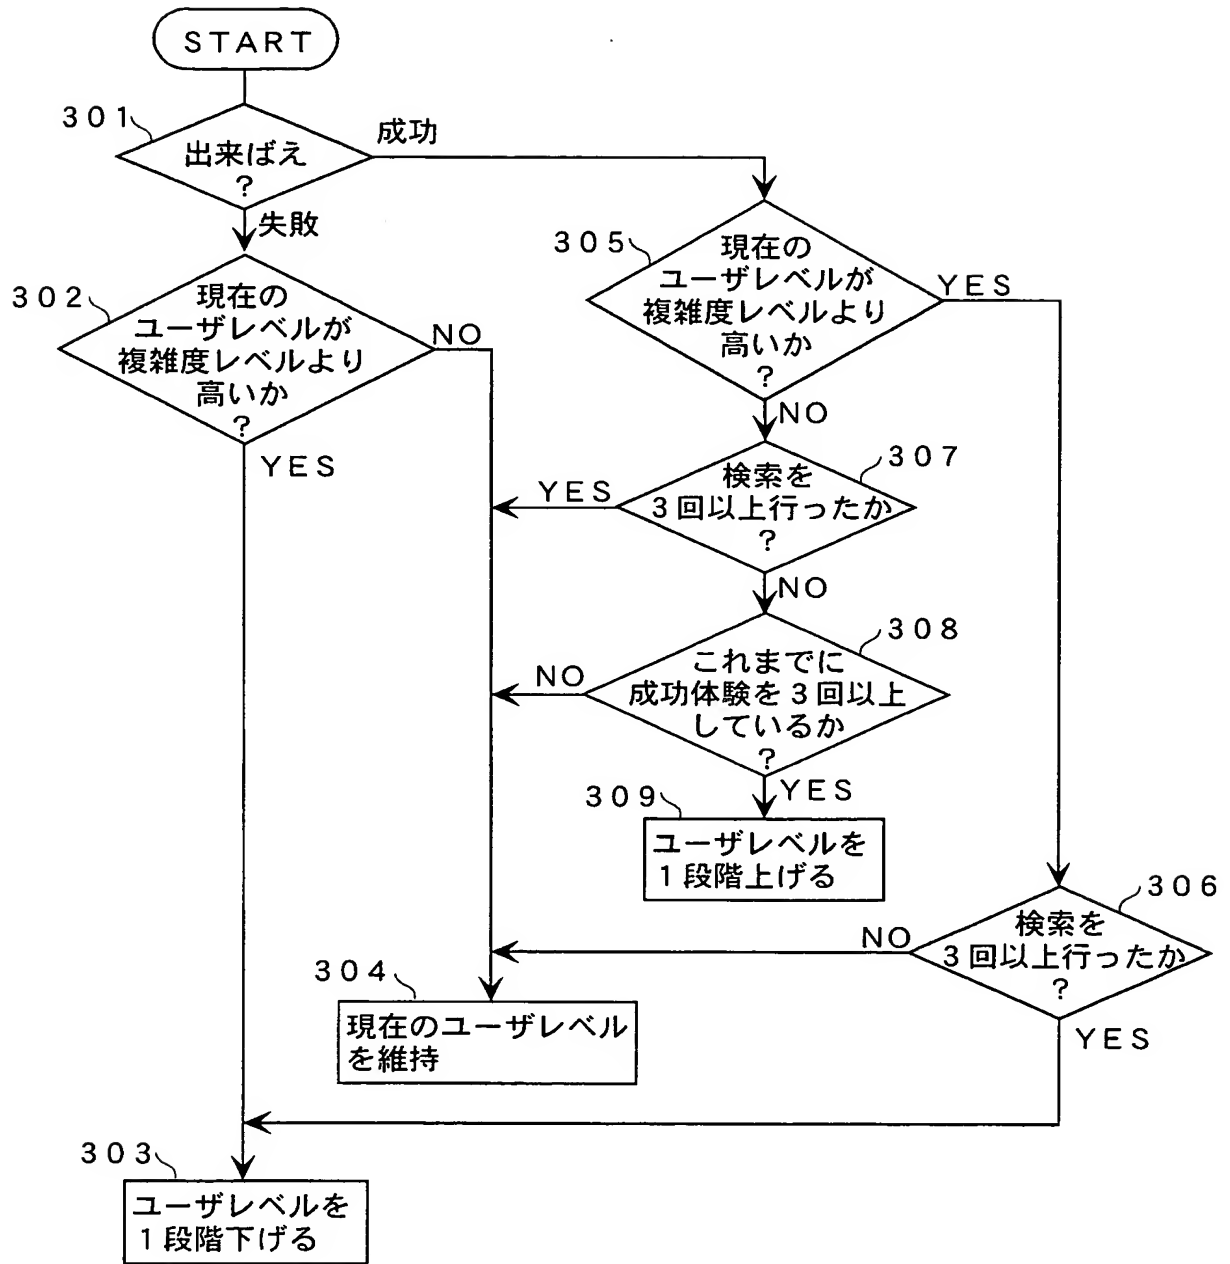 START
301
出来ばえ
?
成功
失敗
302
現在の
ユーザレベルが
複雑度レベルより
高いか
?
NO
YES
305
現在の
ユーザレベルが
複雑度レベルより
高いか
?
YES
NO
307
検索を
3回以上行ったか
?
YES
NO
308
これまでに
成功体験を3回以上
しているか
?
NO
YES
309
ユーザレベルを
1段階上げる
306
検索を
3回以上行ったか
?
NO
YES
304
現在のユーザレベル
を維持
303
ユーザレベルを
1段階下げる